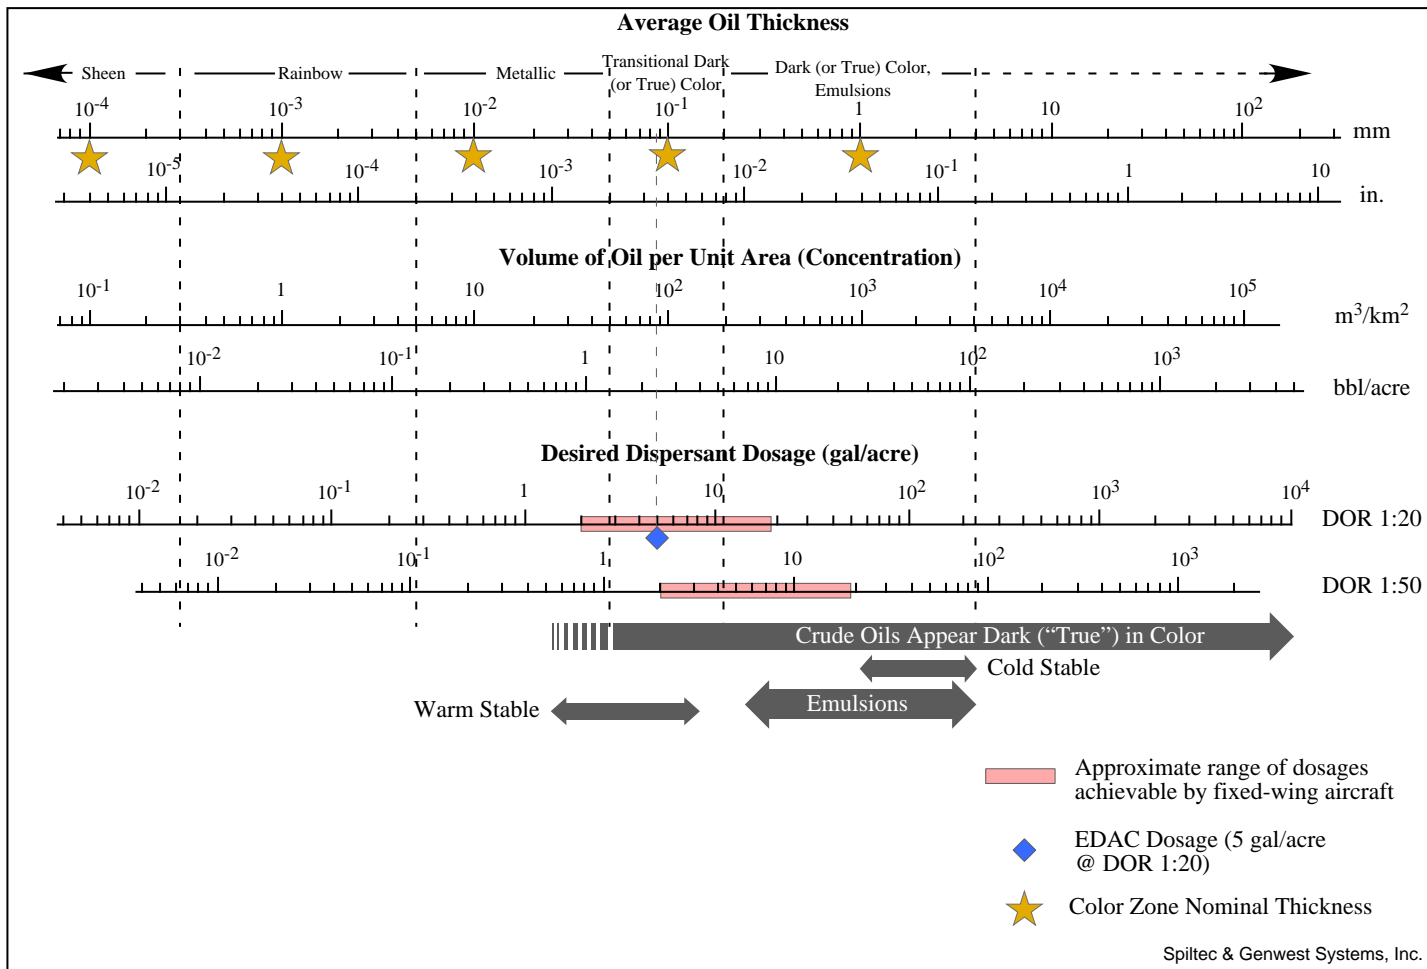 Average Oil Thickness
Sheen
Rainbow
Metallic
Transitional Dark
(or True) Color
Dark (or True) Color,
Emulsions
10⁻⁴ 10⁻³ 10⁻² 10⁻¹ 1 10 10²
mm
10⁻⁵ 10⁻⁴ 10⁻³ 10⁻² 10⁻¹ 1 10
in.
Volume of Oil per Unit Area (Concentration)
10⁻¹ 1 10 10² 10³ 10⁴ 10⁵
m³/km²
10⁻² 10⁻¹ 1 10 10² 10³
bbl/acre
Desired Dispersant Dosage (gal/acre)
10⁻² 10⁻¹ 1 10 10² 10³ 10⁴
DOR 1:20
10⁻² 10⁻¹ 1 10 10² 10³
DOR 1:50
Crude Oils Appear Dark (“True”) in Color
Cold Stable
Emulsions
Warm Stable
Approximate range of dosages
achievable by fixed-wing aircraft
EDAC Dosage (5 gal/acre
@ DOR 1:20)
Color Zone Nominal Thickness
Spiltec & Genwest Systems, Inc.